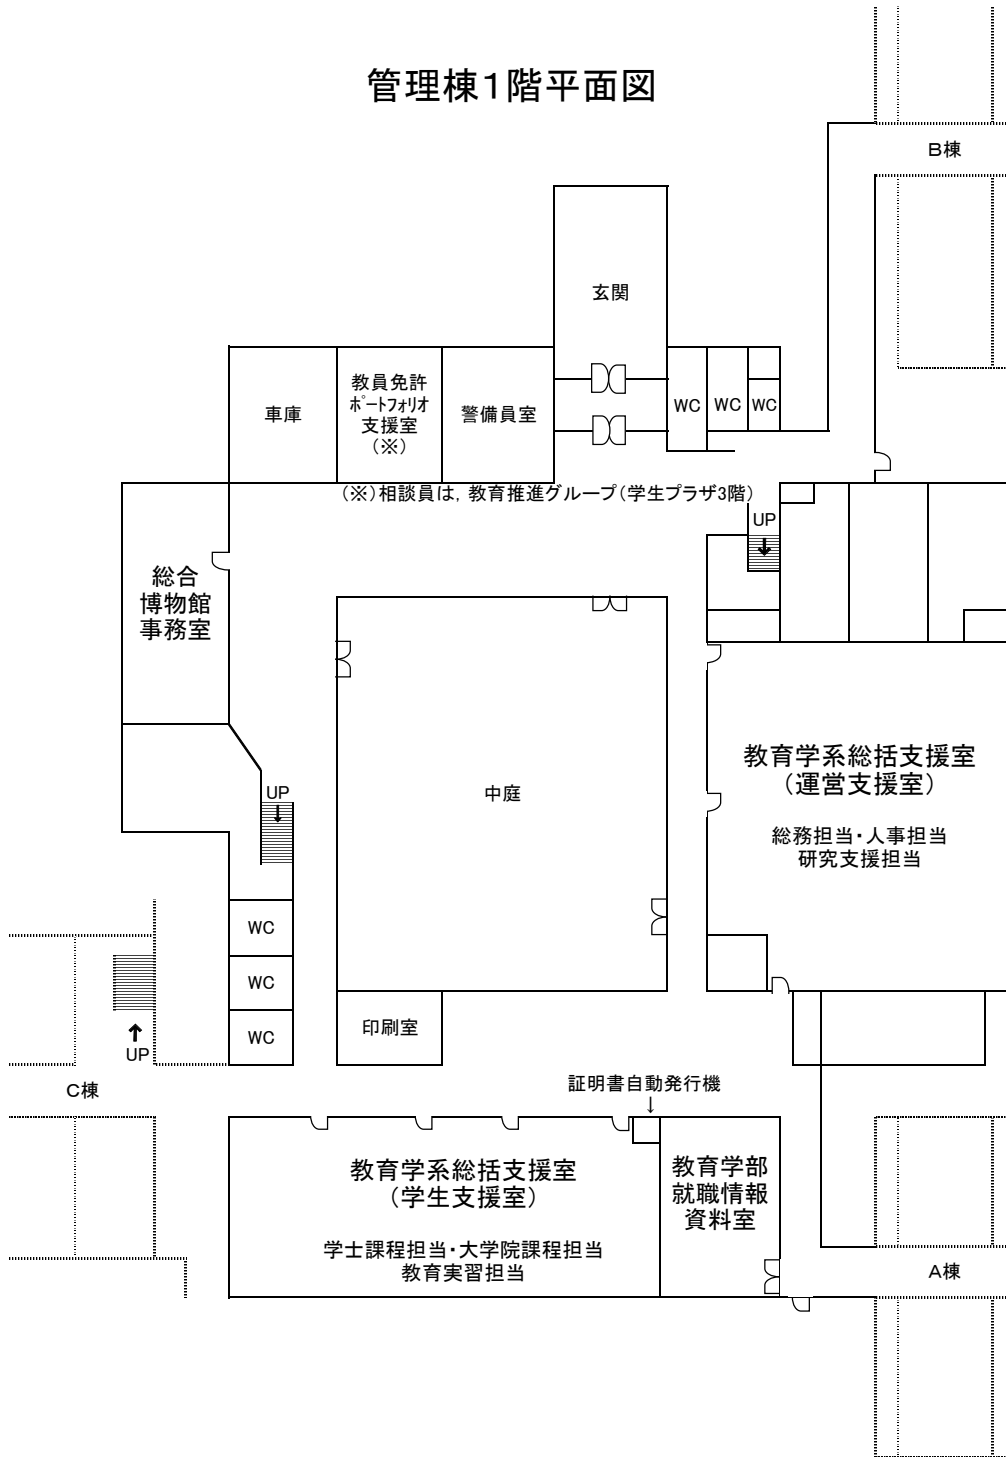 管理棟1階平面図
B棟
玄関
車庫
教員免許
ﾎﾟｰﾄﾌｫﾘｵ
支援室
(※)
警備員室
WC
WC
WC
(※)相談員は, 教育推進グループ(学生プラザ3階)
UP
↓
総合
博物館
事務室
教育学系総括支援室
(運営支援室)
総務担当・人事担当
研究支援担当
中庭
UP
↓
WC
WC
WC
印刷室
↑
UP
C棟
証明書自動発行機
↓
教育学系総括支援室
(学生支援室)
学士課程担当・大学院課程担当
教育実習担当
教育学部
就職情報
資料室
A棟